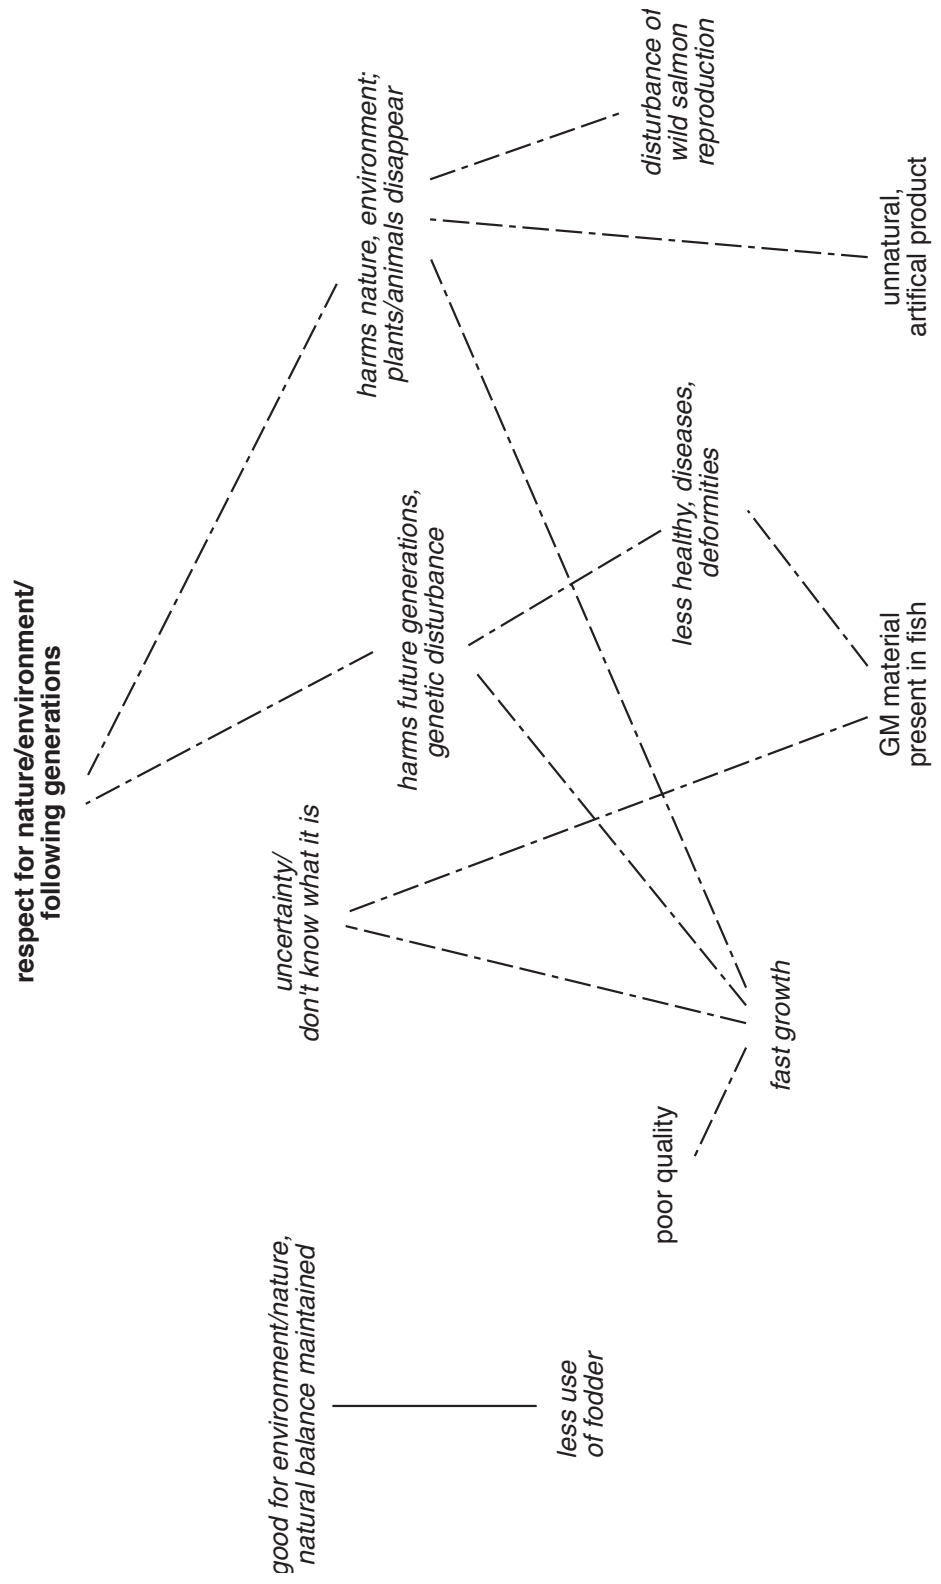 respect for nature/environment/
following generations
good for environment/nature,
natural balance maintained
uncertainty/
don't know what it is
harms future generations,
genetic disturbance
harms nature, environment;
plants/animals disappear
less use
of fodder
poor quality
less healthy, diseases,
deformities
disturbance of
wild salmon
reproduction
fast growth
GM material
present in fish
unnatural,
artifical product